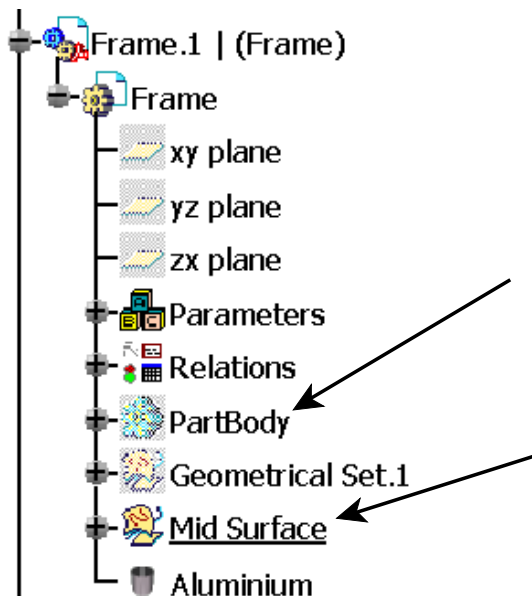 Frame.1 | (Frame)
Frame
xy plane
yz plane
zx plane
Parameters
Relations
PartBody
Geometrical Set.1
Mid Surface
Aluminium